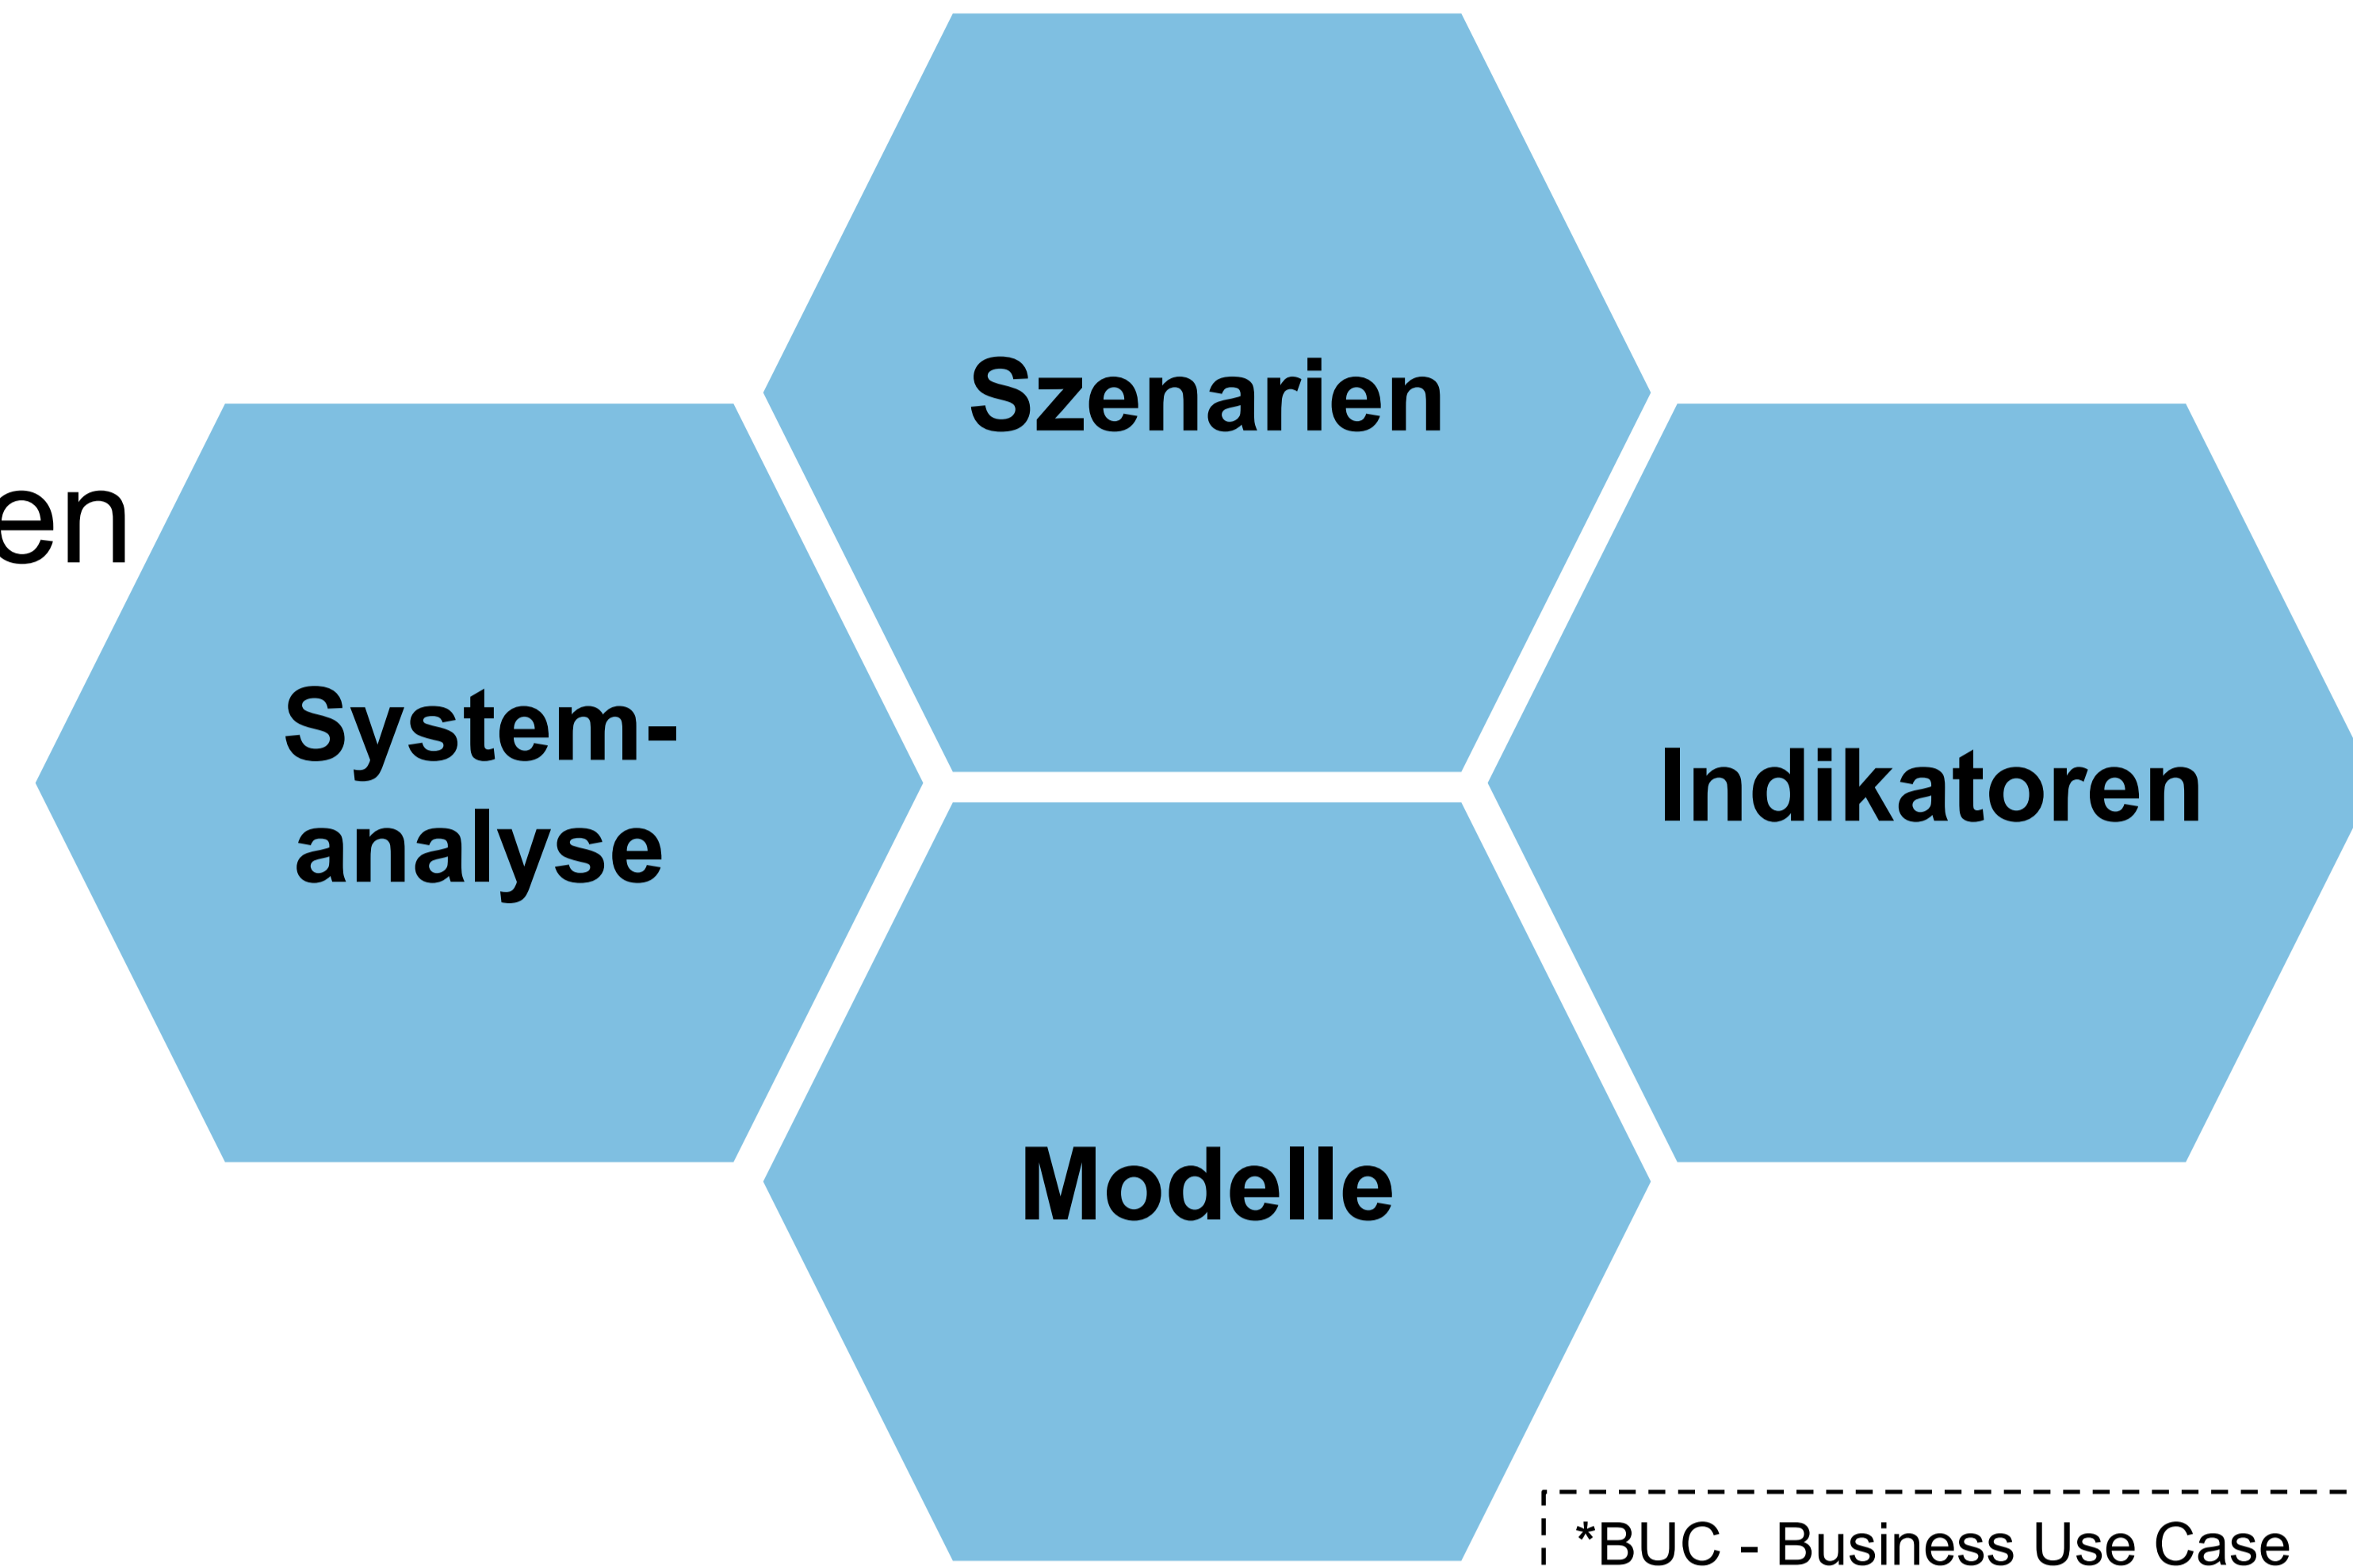 Szenarien
en
System-
analyse
Indikatoren
Modelle
*BUC - Business Use Case